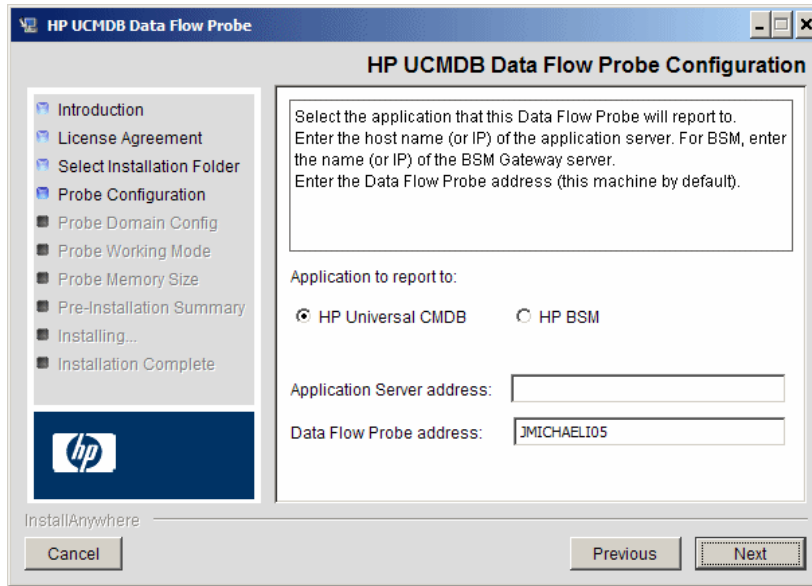 HP UCMDB Data Flow Probe
HP UCMDB Data Flow Probe Configuration
Introduction
License Agreement
Select Installation Folder
Probe Configuration
Probe Domain Config
Probe Working Mode
Probe Memory Size
Pre-Installation Summary
Installing...
Installation Complete
hp
Select the application that this Data Flow Probe will report to.
Enter the host name (or IP) of the application server. For BSM, enter
the name (or IP) of the BSM Gateway server.
Enter the Data Flow Probe address (this machine by default).
Application to report to:
HP Universal CMDB HP BSM
Application Server address:
Data Flow Probe address: JMICHAELI05
InstallAnywhere
Cancel Previous Next